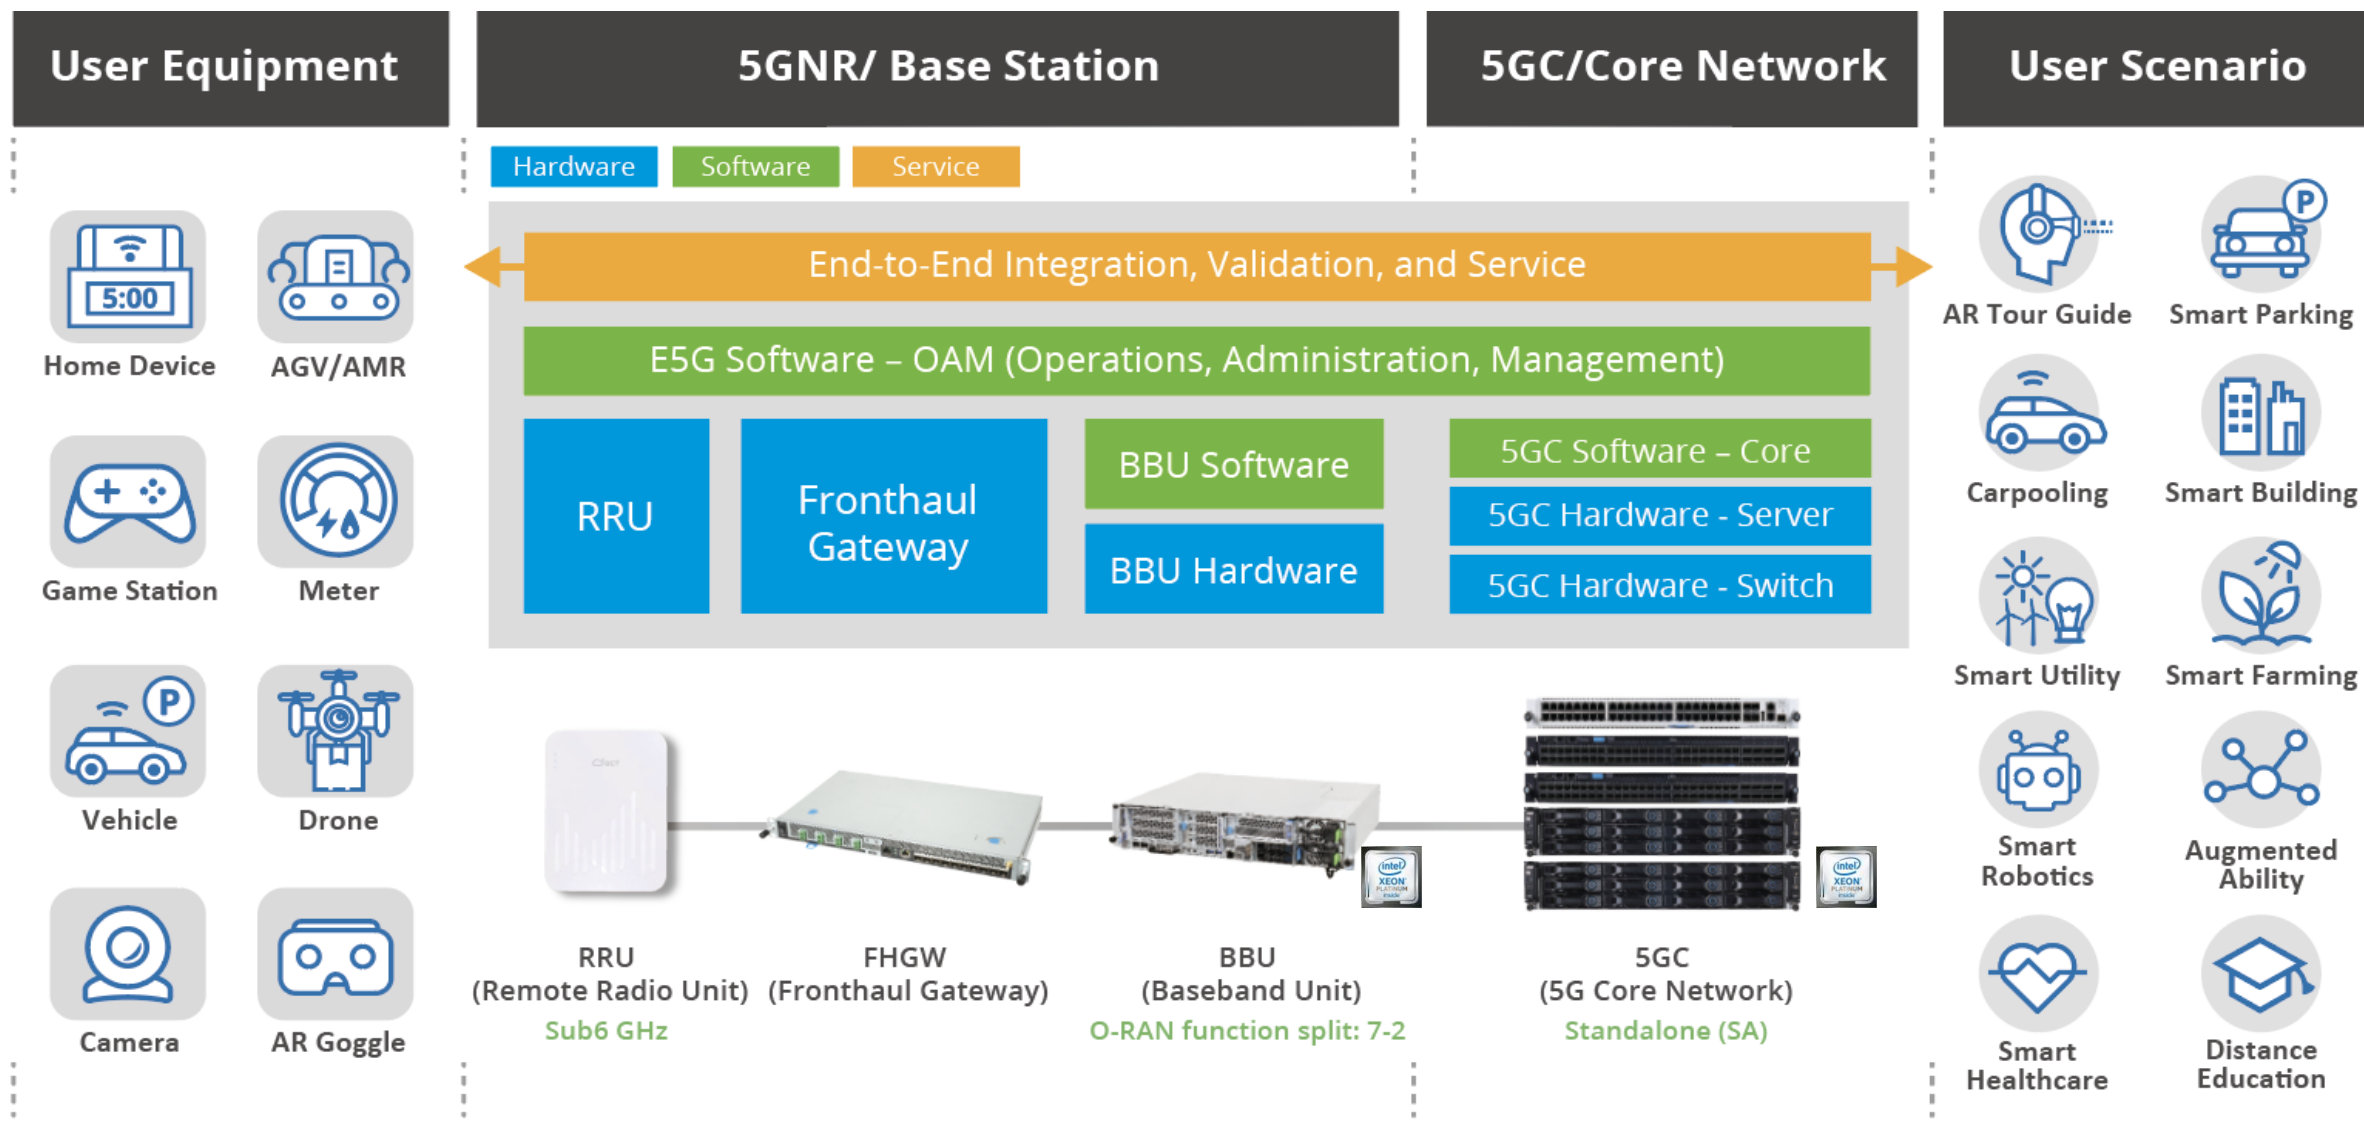 User Equipment
5GNR/ Base Station
5GC/Core Network
User Scenario
Hardware
Software
Service
5:00
Home Device
AGV/AMR
Game Station
Meter
P
Vehicle
Drone
Camera
AR Goggle
End-to-End Integration, Validation, and Service
E5G Software – OAM (Operations, Administration, Management)
RRU
Fronthaul
Gateway
BBU Software
BBU Hardware
5GC Software – Core
5GC Hardware - Server
5GC Hardware - Switch
intel
XEON
PLATINUM
inside
intel
XEON
PLATINUM
inside
RRU
(Remote Radio Unit)
Sub6 GHz
FHGW
(Fronthaul Gateway)
BBU
(Baseband Unit)
O-RAN function split: 7-2
5GC
(5G Core Network)
Standalone (SA)
AR Tour Guide
P
Smart Parking
Carpooling
Smart Building
Smart Utility
Smart Farming
Smart
Robotics
Augmented
Ability
Smart
Healthcare
Distance
Education